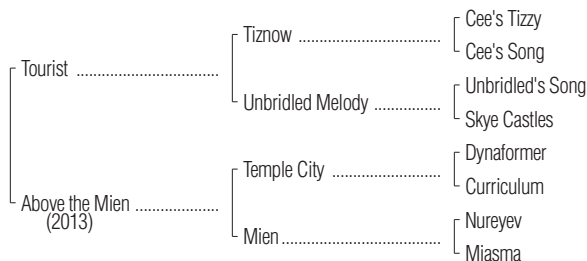 Cee's Tizzy
Tiznow ........................................
Cee's Song
Tourist ........................................
Unbridled's Song
Unbridled Melody ...................
Skye Castles
Dynaformer
Temple City ..............................
Curriculum
Above the Mien .......................
(2013)
Nureyev
Mien ............................................
Miasma